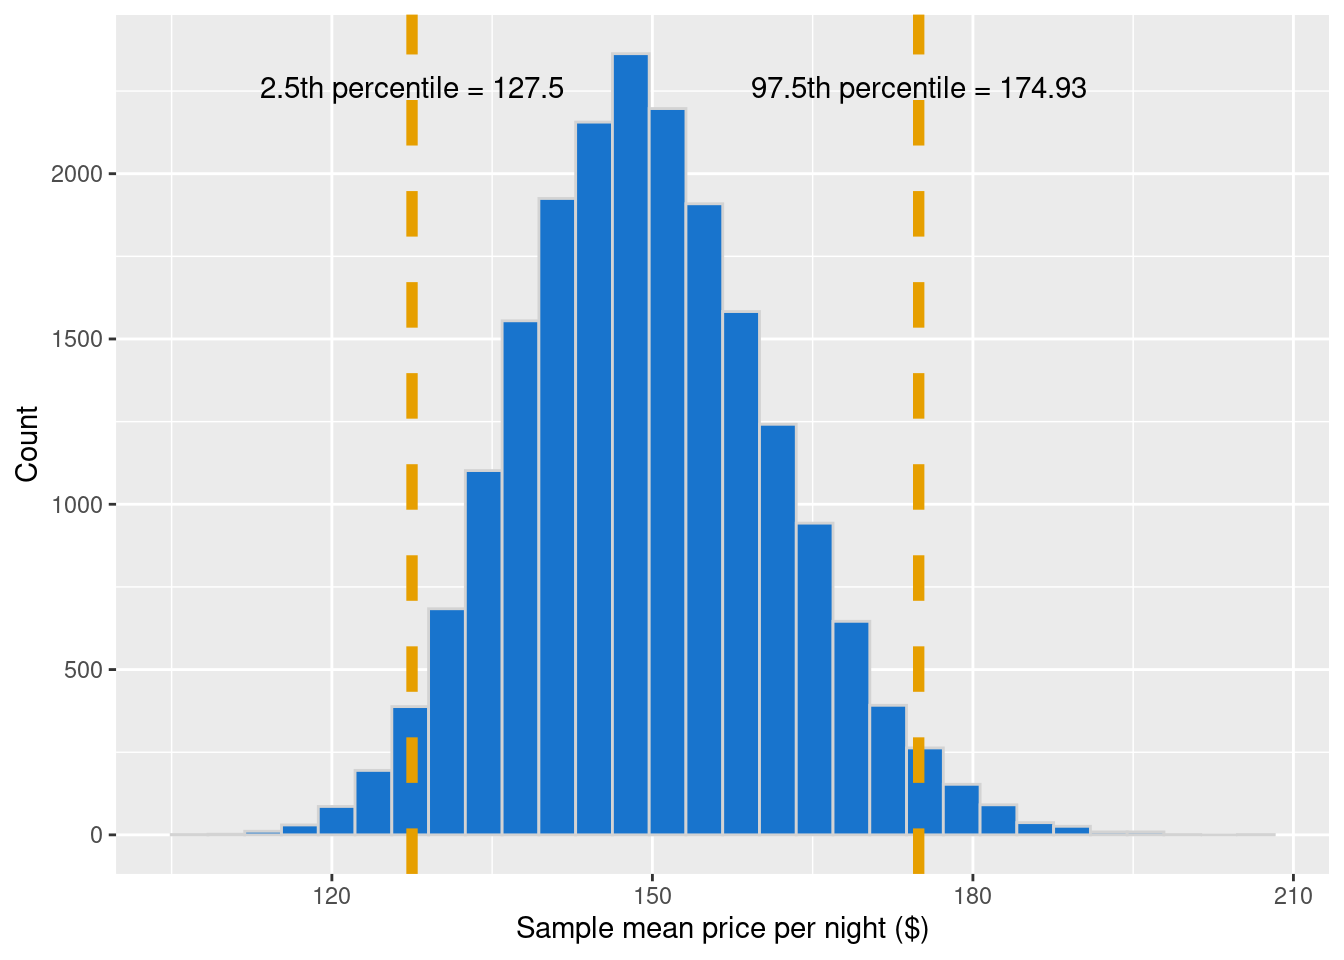 2.5th percentile = 127.5
97.5th percentile = 174.93
2000
1500
1000
500
0
Count
120
150
180
210
Sample mean price per night ($)